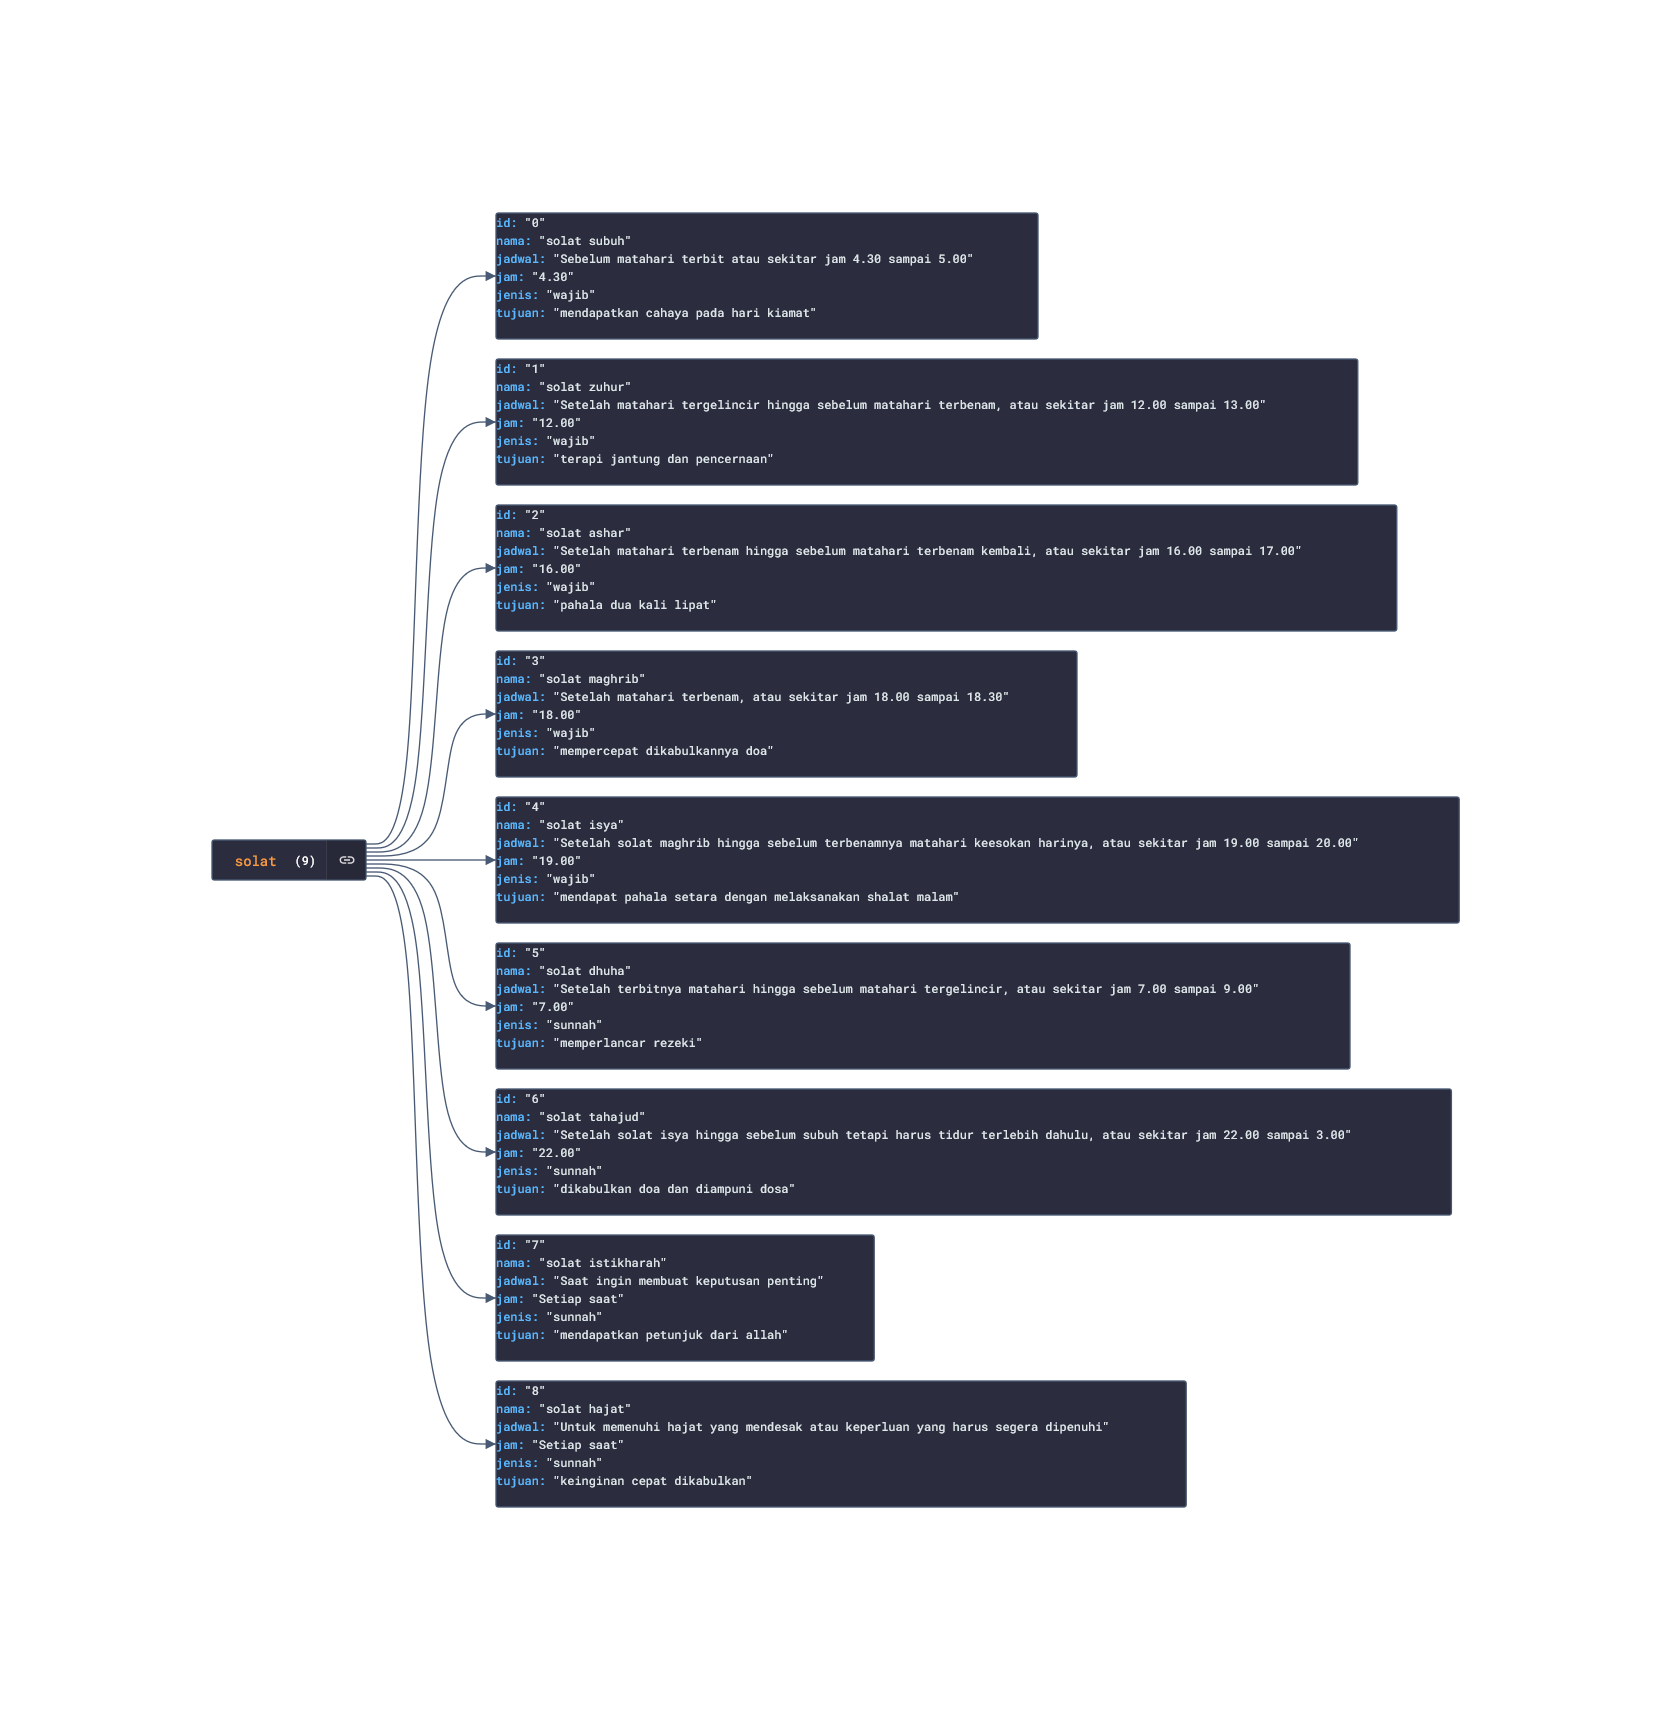 solat (9)
id: "0"
nama: "solat subuh"
jadwal: "Sebelum matahari terbit atau sekitar jam 4.30 sampai 5.00"
jam: "4.30"
jenis: "wajib"
tujuan: "mendapatkan cahaya pada hari kiamat"
id: "1"
nama: "solat zuhur"
jadwal: "Setelah matahari tergelincir hingga sebelum matahari terbenam, atau sekitar jam 12.00 sampai 13.00"
jam: "12.00"
jenis: "wajib"
tujuan: "terapi jantung dan pencernaan"
id: "2"
nama: "solat ashar"
jadwal: "Setelah matahari terbenam hingga sebelum matahari terbenam kembali, atau sekitar jam 16.00 sampai 17.00"
jam: "16.00"
jenis: "wajib"
tujuan: "pahala dua kali lipat"
id: "3"
nama: "solat maghrib"
jadwal: "Setelah matahari terbenam, atau sekitar jam 18.00 sampai 18.30"
jam: "18.00"
jenis: "wajib"
tujuan: "mempercepat dikabulkannya doa"
id: "4"
nama: "solat isya"
jadwal: "Setelah solat maghrib hingga sebelum terbenamnya matahari keesokan harinya, atau sekitar jam 19.00 sampai 20.00"
jam: "19.00"
jenis: "wajib"
tujuan: "mendapat pahala setara dengan melaksanakan shalat malam"
id: "5"
nama: "solat dhuha"
jadwal: "Setelah terbitnya matahari hingga sebelum matahari tergelincir, atau sekitar jam 7.00 sampai 9.00"
jam: "7.00"
jenis: "sunnah"
tujuan: "memperlancar rezeki"
id: "6"
nama: "solat tahajud"
jadwal: "Setelah solat isya hingga sebelum subuh tetapi harus tidur terlebih dahulu, atau sekitar jam 22.00 sampai 3.00"
jam: "22.00"
jenis: "sunnah"
tujuan: "dikabulkan doa dan diampuni dosa"
id: "7"
nama: "solat istikharah"
jadwal: "Saat ingin membuat keputusan penting"
jam: "Setiap saat"
jenis: "sunnah"
tujuan: "mendapatkan petunjuk dari allah"
id: "8"
nama: "solat hajat"
jadwal: "Untuk memenuhi hajat yang mendesak atau keperluan yang harus segera dipenuhi"
jam: "Setiap saat"
jenis: "sunnah"
tujuan: "keinginan cepat dikabulkan"